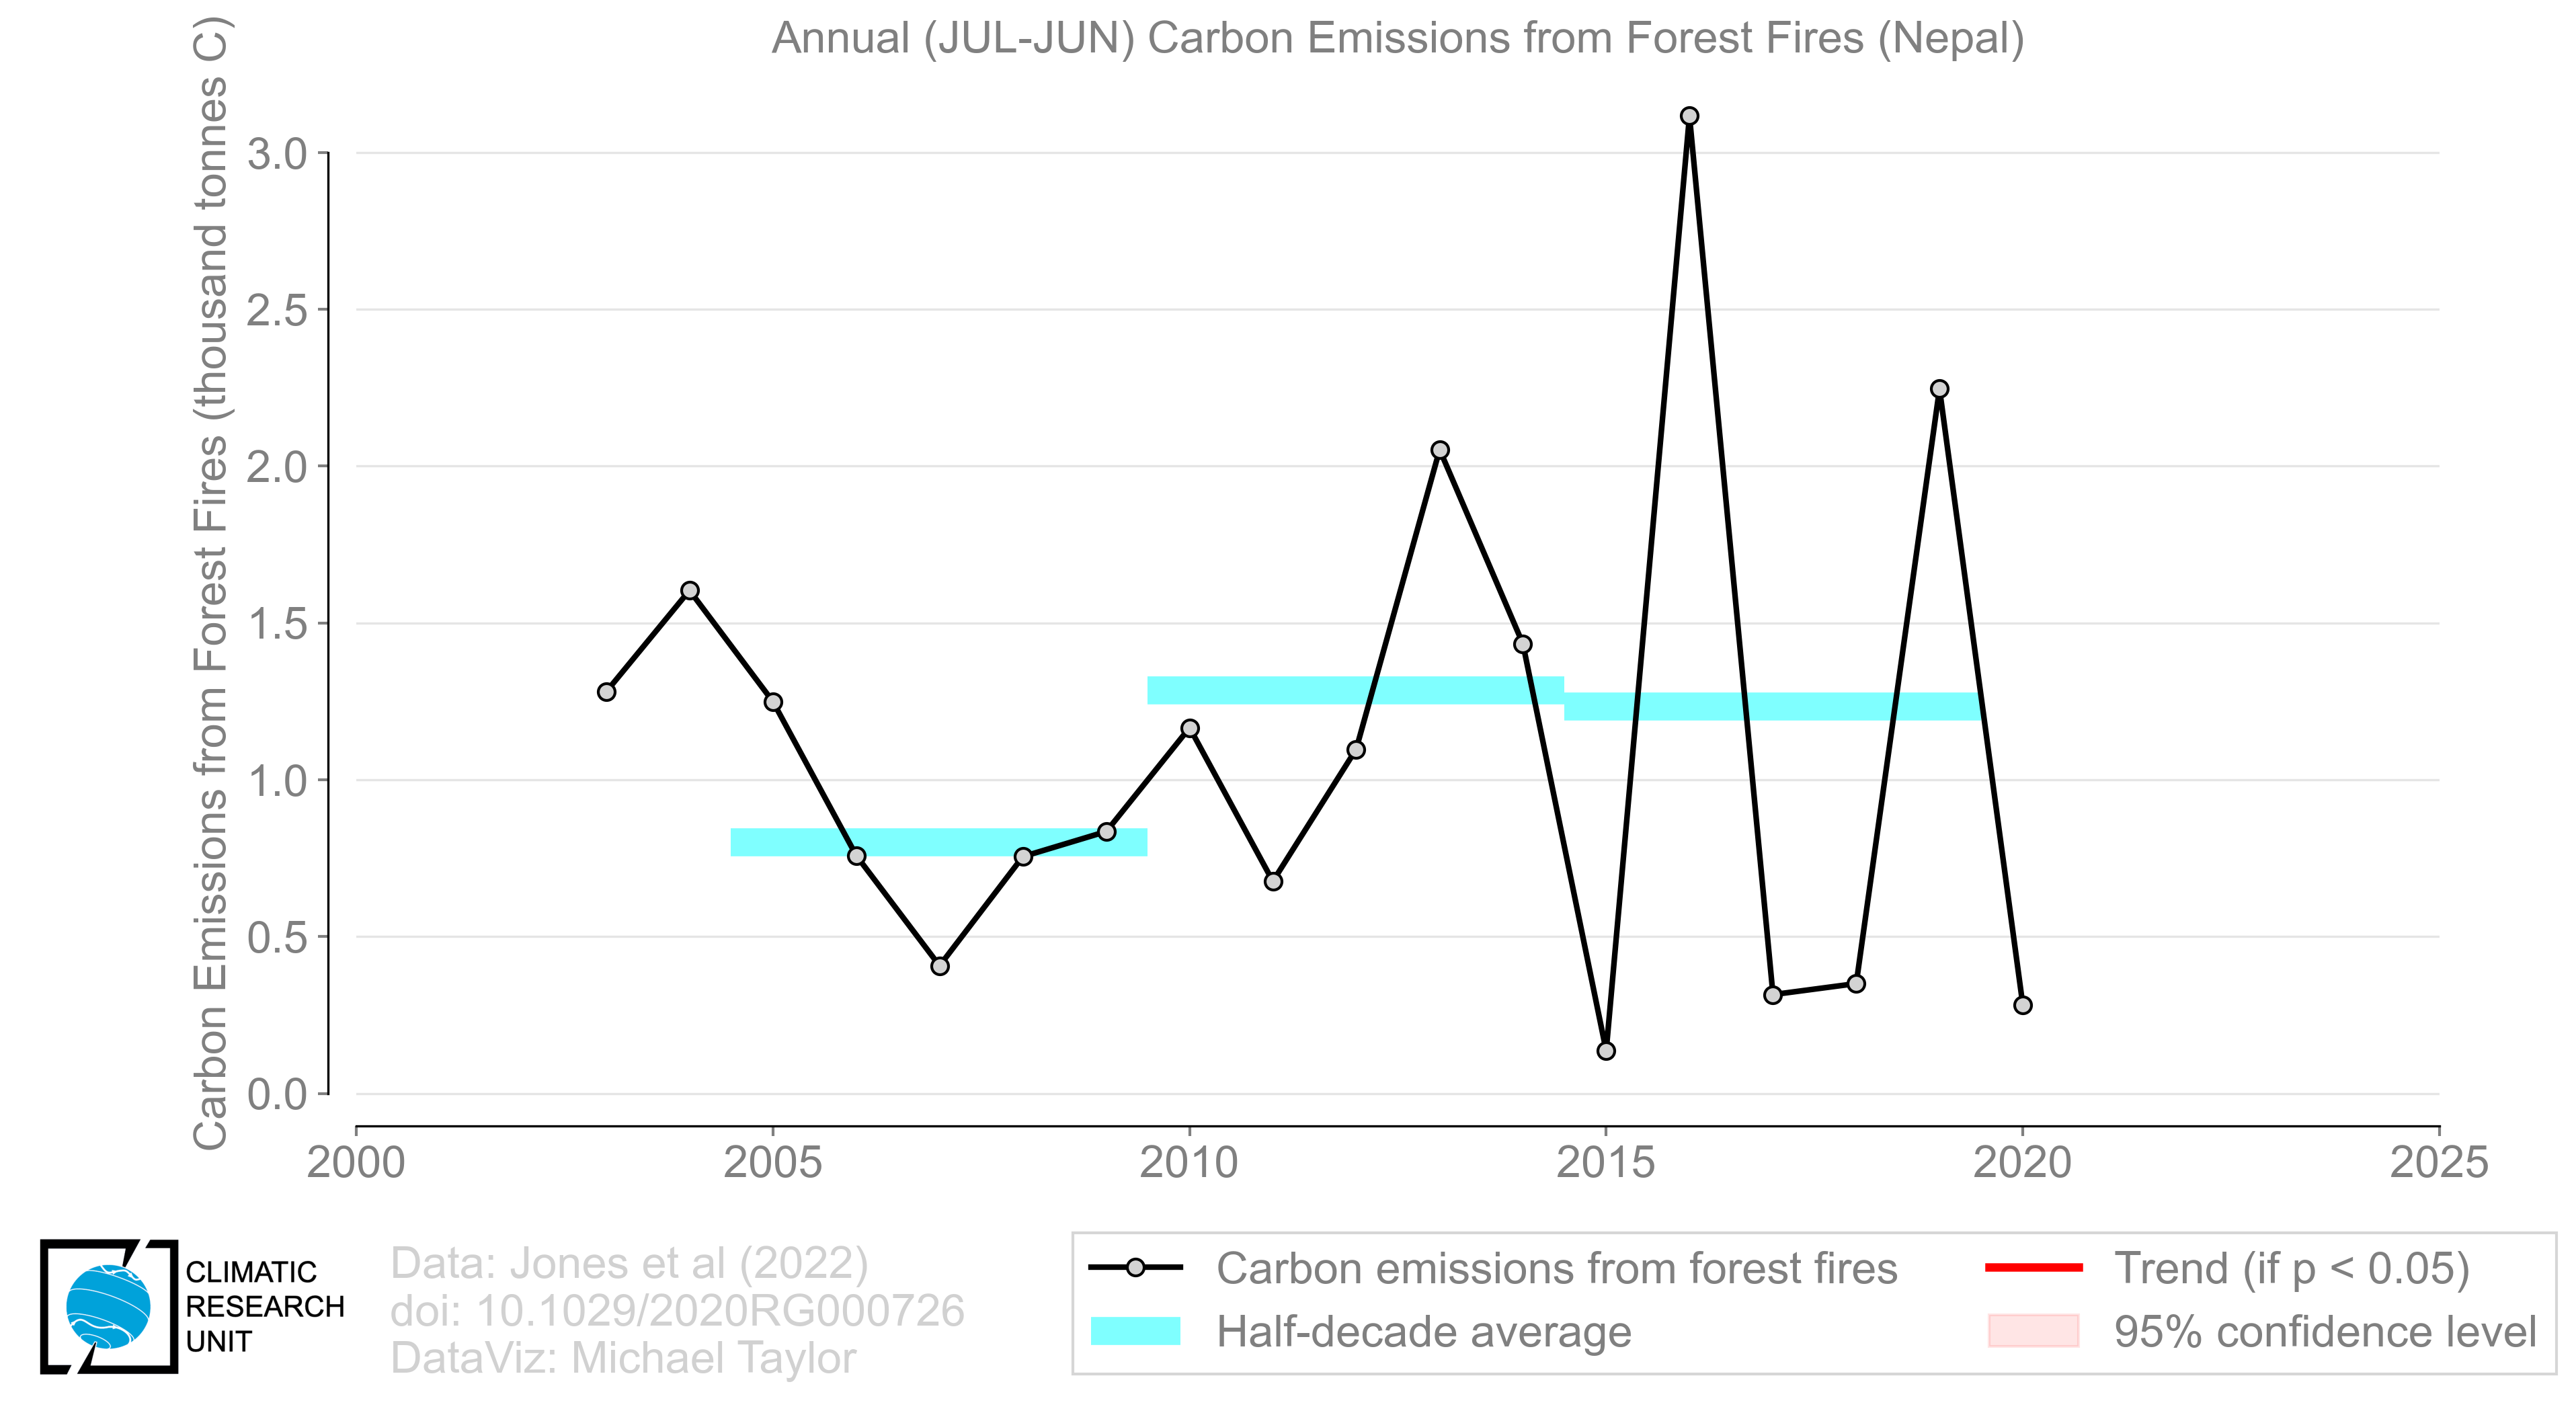 Annual (JUL-JUN) Carbon Emissions from Forest Fires (Nepal)
Carbon Emissions from Forest Fires (thousand tonnes C)
3.0
2.5
2.0
1.5
1.0
0.5
0.0
2000 2005 2010 2015 2020 2025
CLIMATIC
RESEARCH
UNIT
Data: Jones et al (2022)
doi: 10.1029/2020RG000726
DataViz: Michael Taylor
Carbon emissions from forest fires
Half-decade average
Trend (if p < 0.05)
95% confidence level